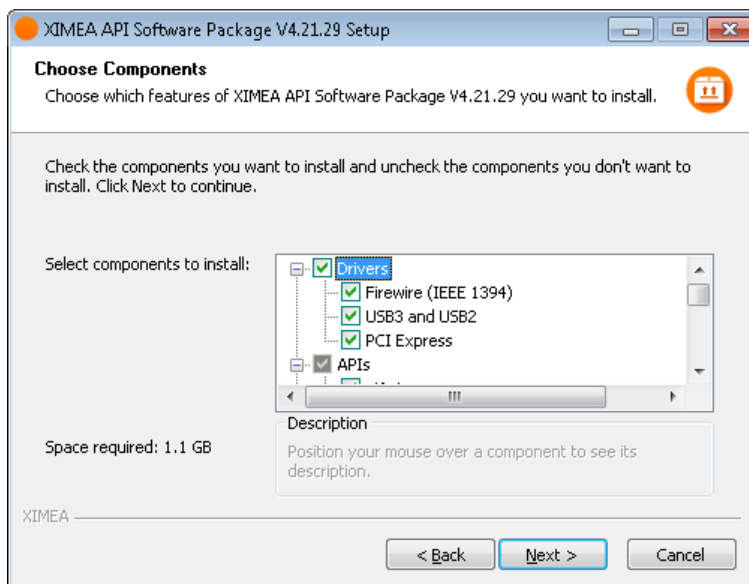 XIMEA API Software Package V4.21.29 Setup
Choose Components
Choose which features of XIMEA API Software Package V4.21.29 you want to install.
Check the components you want to install and uncheck the components you don't want to
install. Click Next to continue.
Select components to install:
Drivers
Firewire (IEEE 1394)
USB3 and USB2
PCI Express
APIs
Space required: 1.1 GB
Description
Position your mouse over a component to see its
description.
XIMEA
< Back
Next >
Cancel